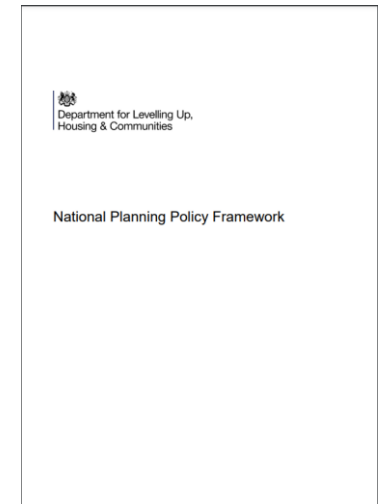 Department for Levelling Up,
Housing & Communities
National Planning Policy Framework